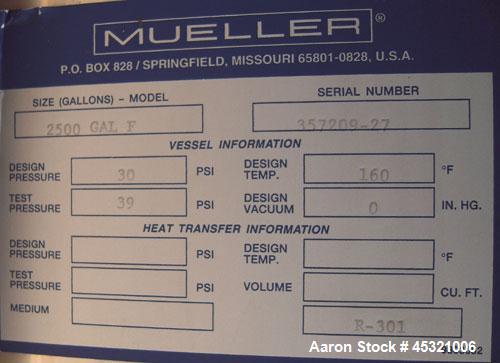 MUELLER®
P.O. BOX 828 / SPRINGFIELD, MISSOURI 65801-0828, U.S.A.
SIZE (GALLONS) - MODEL SERIAL NUMBER
2500 GAL F 357209-27
VESSEL INFORMATION
DESIGN PRESSURE 30 PSI DESIGN TEMP. 160 °F
TEST PRESSURE 39 PSI DESIGN VACUUM 0 IN. HG.
HEAT TRANSFER INFORMATION
DESIGN PRESSURE PSI DESIGN TEMP. °F
TEST PRESSURE PSI VOLUME CU. FT.
MEDIUM R-301
Aaron Stock # 45321006